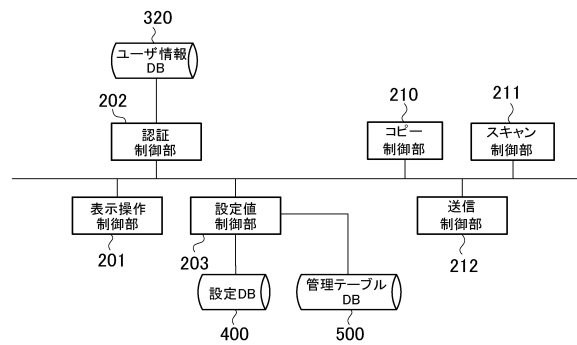 320
ユーザ情報
DB
202
認証
制御部
210
コピー
制御部
211
スキャン
制御部
表示操作
制御部
201
設定値
制御部
203
送信
制御部
212
設定DB
400
管理テーブル
DB
500